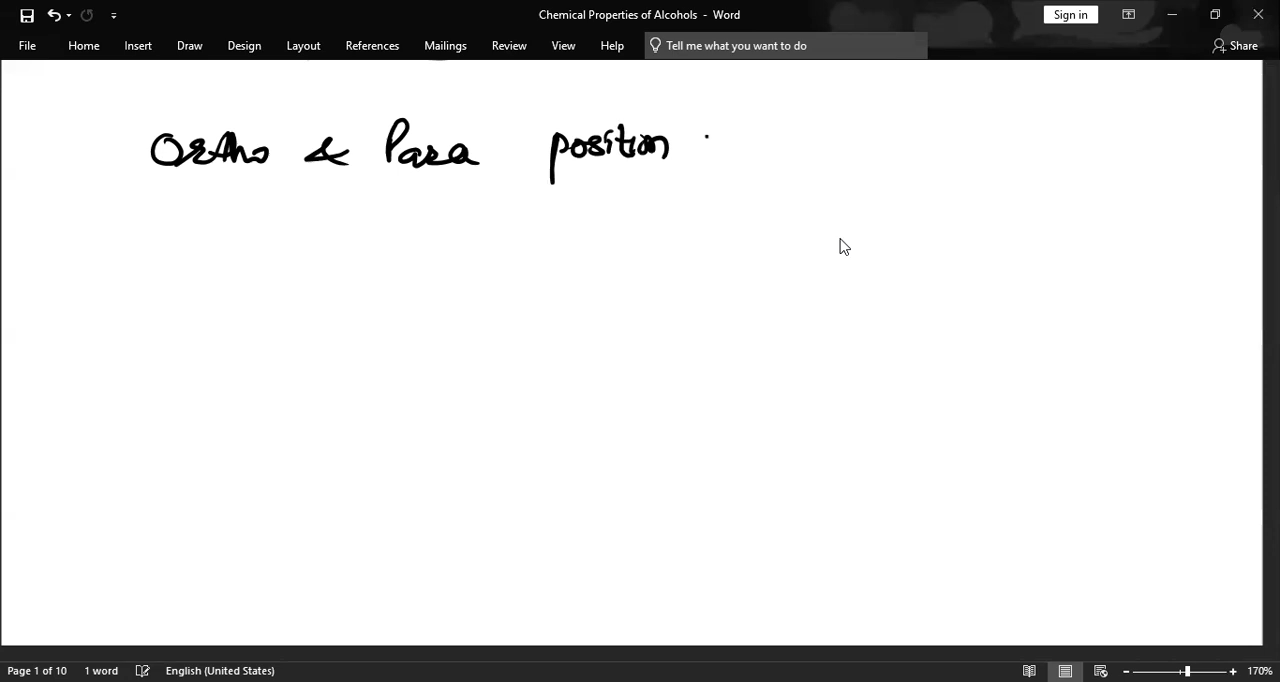 Chemical Properties of Alcohols - Word
Sign in
File Home Insert Draw Design Layout References Mailings Review View Help Tell me what you want to do Share
Ortho & Para position .
Page 1 of 10 1 word English (United States) 170%